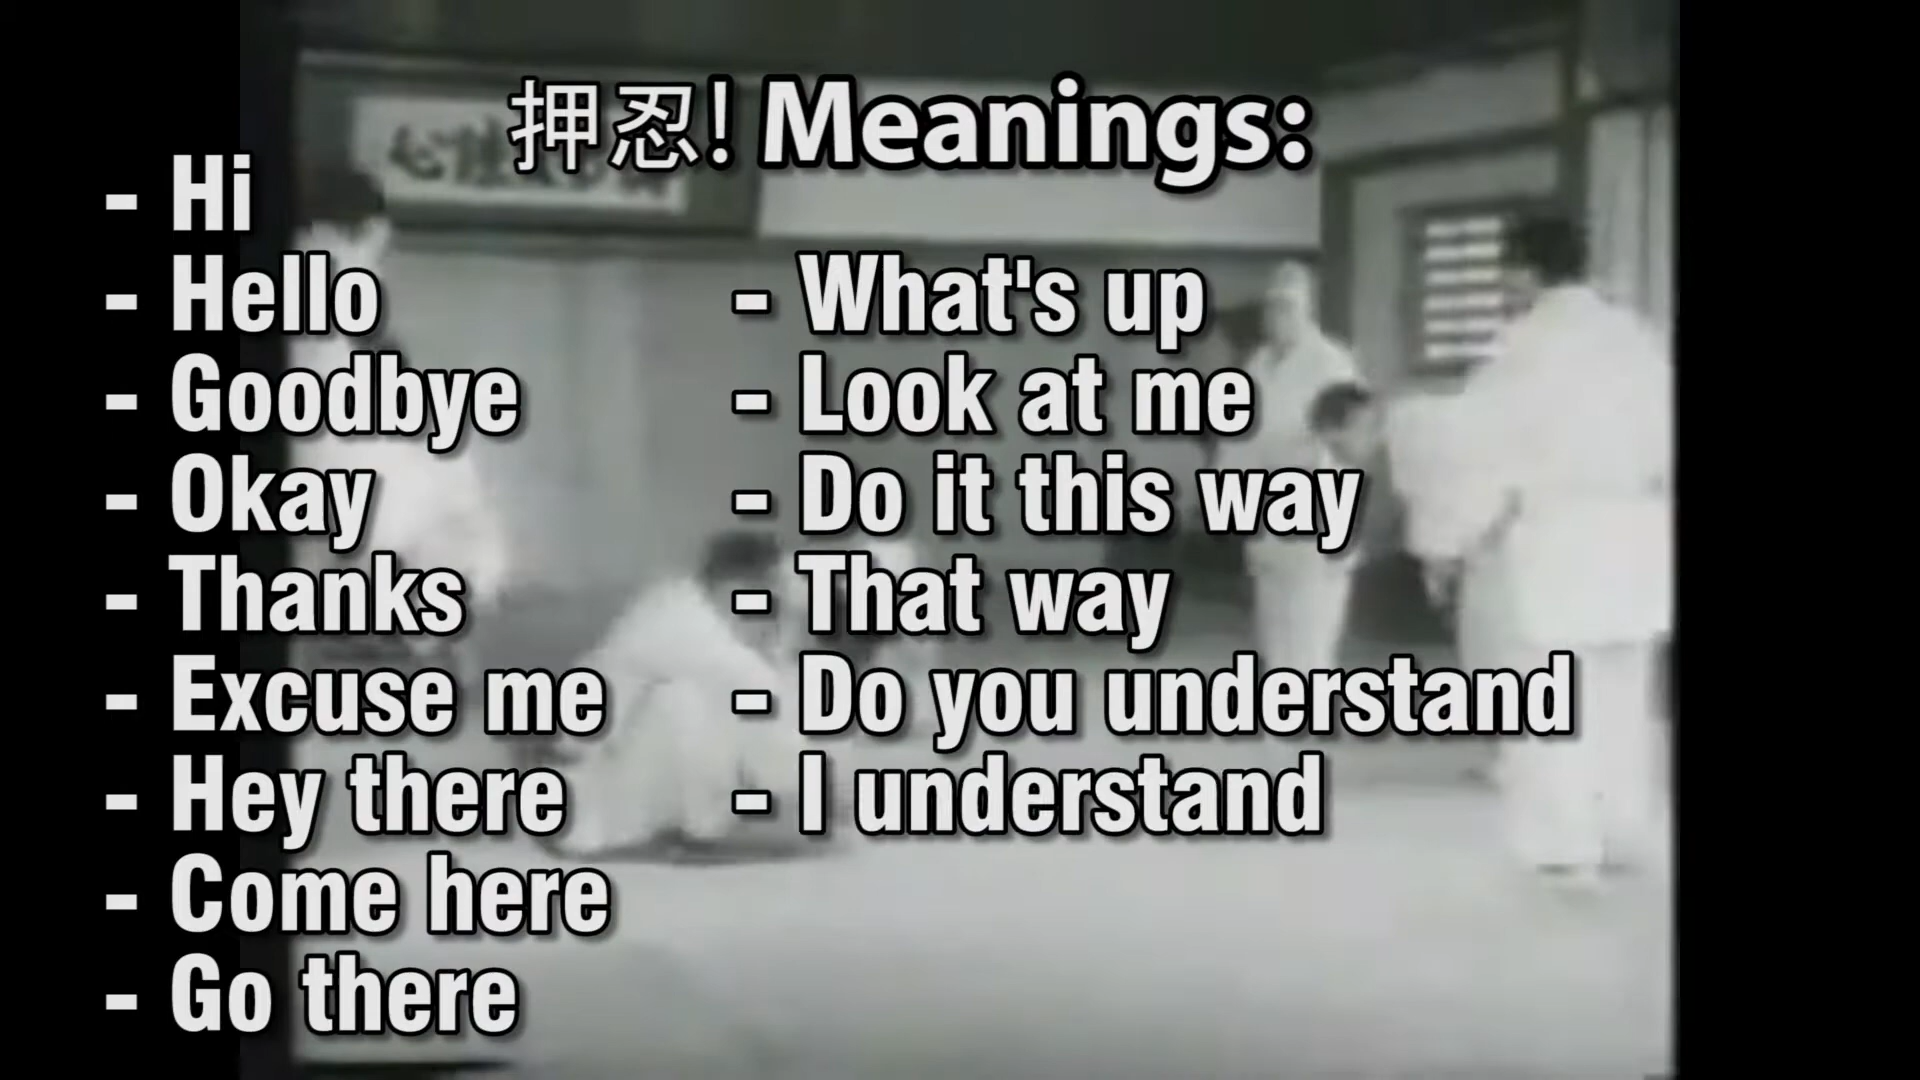 押忍! Meanings:
- Hi
- Hello
- Goodbye
- Okay
- Thanks
- Excuse me
- Hey there
- Come here
- Go there
- What's up
- Look at me
- Do it this way
- That way
- Do you understand
- I understand